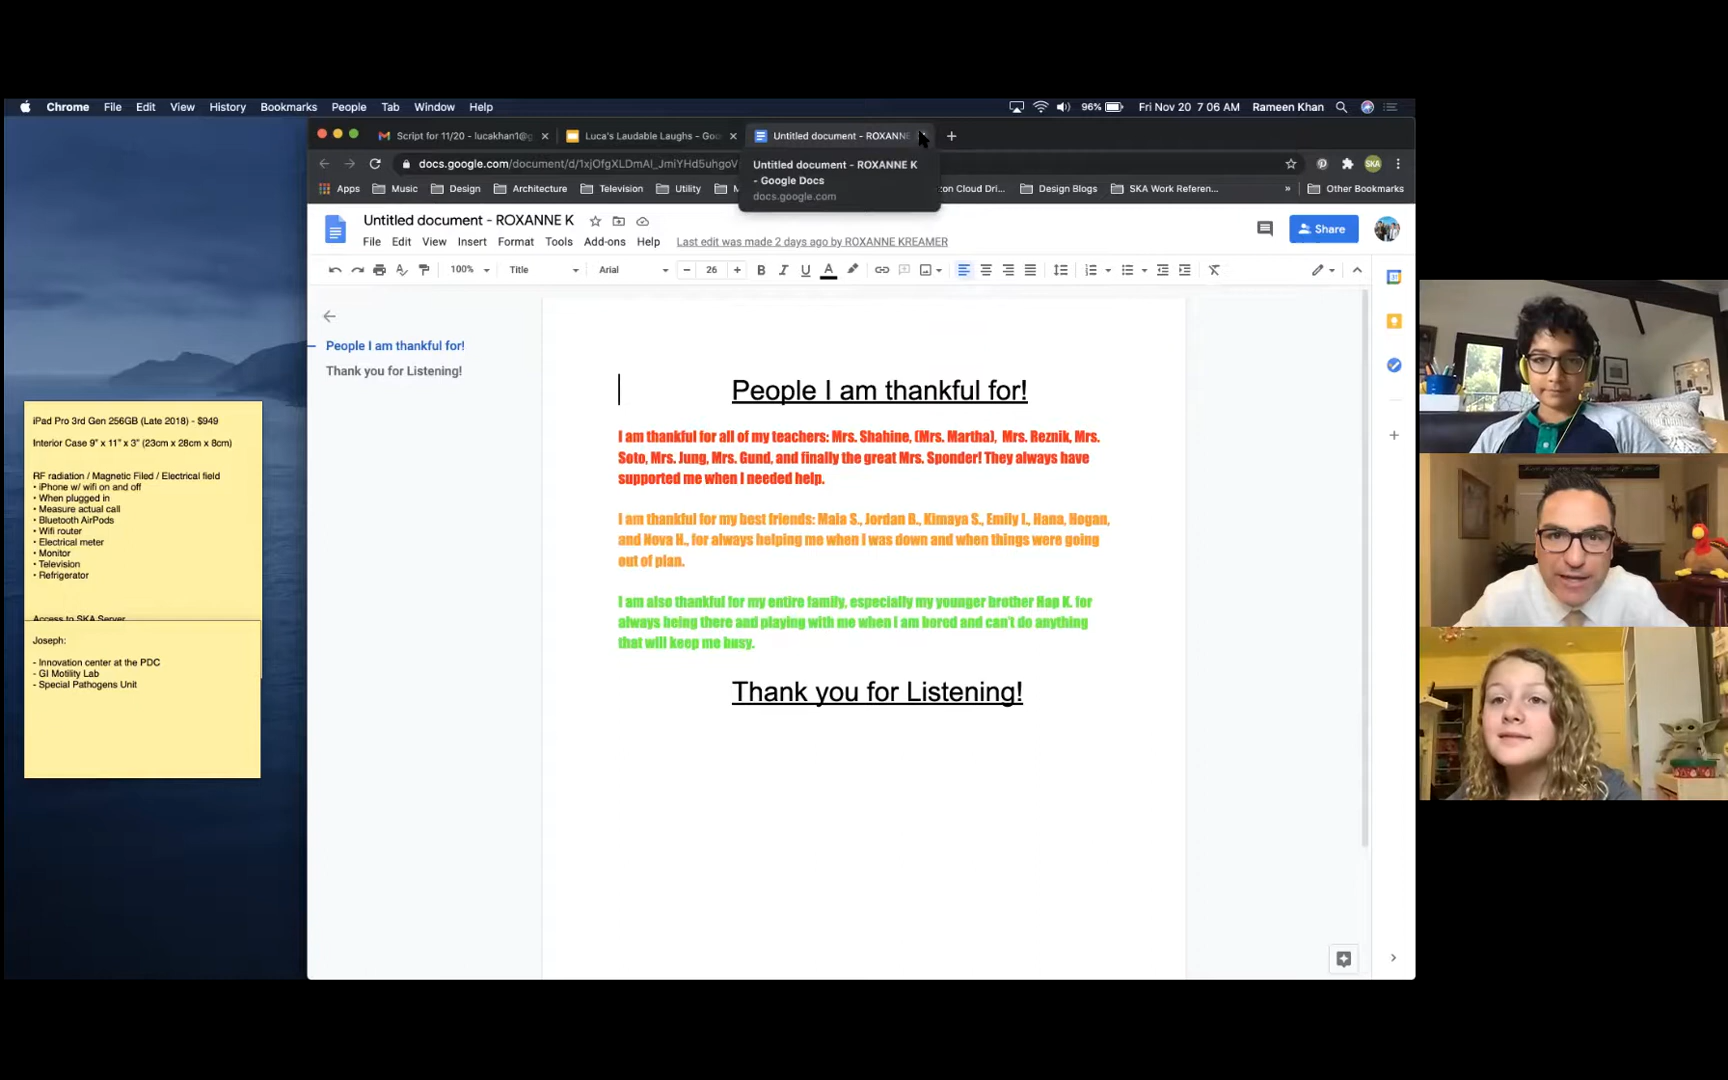 Chrome File Edit View History Bookmarks People Tab Window Help
96% Fri Nov 20 7:06 AM Rameen Khan
Script for 11/20 - lucakhan1@g
Luca's Laudable Laughs - Goo
Untitled document - ROXANNE
docs.google.com/document/d/1xjOfgXLDmAl_JmiYHd5uhgoV
SKA
Untitled document - ROXANNE K
- Google Docs
docs.google.com
Apps Music Design Architecture Television Utility zon Cloud Dri... Design Blogs SKA Work Referen... » Other Bookmarks
Untitled document - ROXANNE K
File Edit View Insert Format Tools Add-ons Help Last edit was made 2 days ago by ROXANNE KREAMER
Share
100% Title Arial 26
People I am thankful for!
Thank you for Listening!
People I am thankful for!
I am thankful for all of my teachers: Mrs. Shahine, (Mrs. Martha), Mrs. Reznik, Mrs.
Soto, Mrs. Jung, Mrs. Gund, and finally the great Mrs. Sponder! They always have
supported me when I needed help.
I am thankful for my best friends: Maia S., Jordan B., Kimaya S., Emily I., Hana, Hogan,
and Nova H., for always helping me when I was down and when things were going
out of plan.
I am also thankful for my entire family, especially my younger brother Hap K. for
always being there and playing with me when I am bored and can't do anything
that will keep me busy.
Thank you for Listening!
iPad Pro 3rd Gen 256GB (Late 2018) - $949
Interior Case 9" x 11" x 3" (23cm x 28cm x 8cm)
RF radiation / Magnetic Filed / Electrical field
• iPhone w/ wifi on and off
• When plugged in
• Measure actual call
• Bluetooth AirPods
• Wifi router
• Electrical meter
• Monitor
• Television
• Refrigerator
Access to SKA Server
Joseph:
- Innovation center at the PDC
- GI Motility Lab
- Special Pathogens Unit